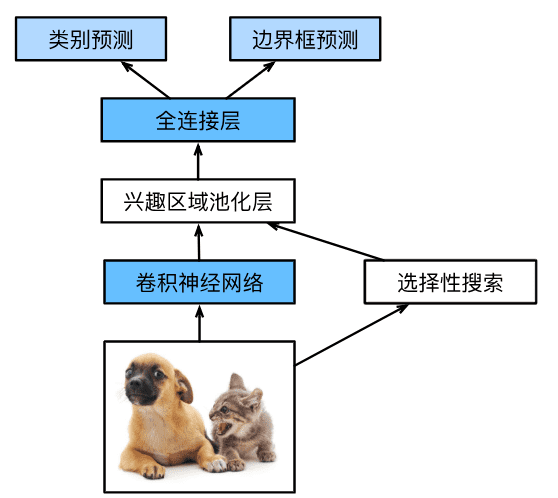 类别预测
边界框预测
全连接层
兴趣区域池化层
卷积神经网络
选择性搜索